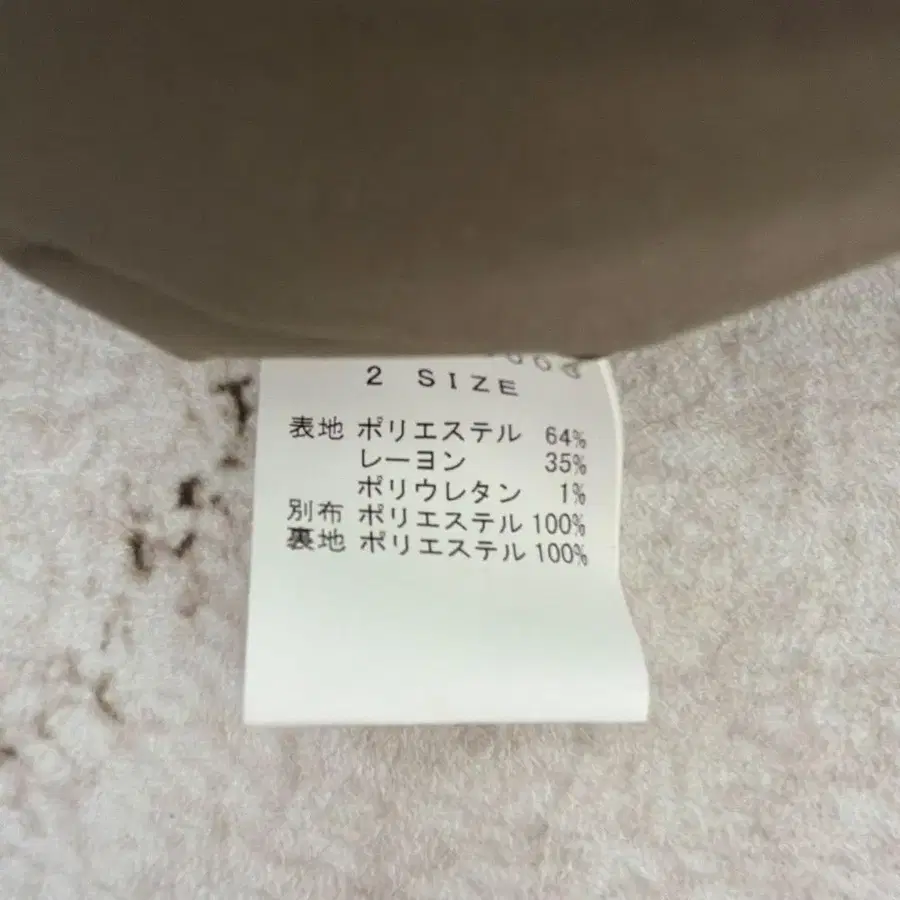 2 SIZE
表地 ポリエステル 64%
レーヨン 35%
ポリウレタン 1%
別布 ポリエステル 100%
裏地 ポリエステル 100%